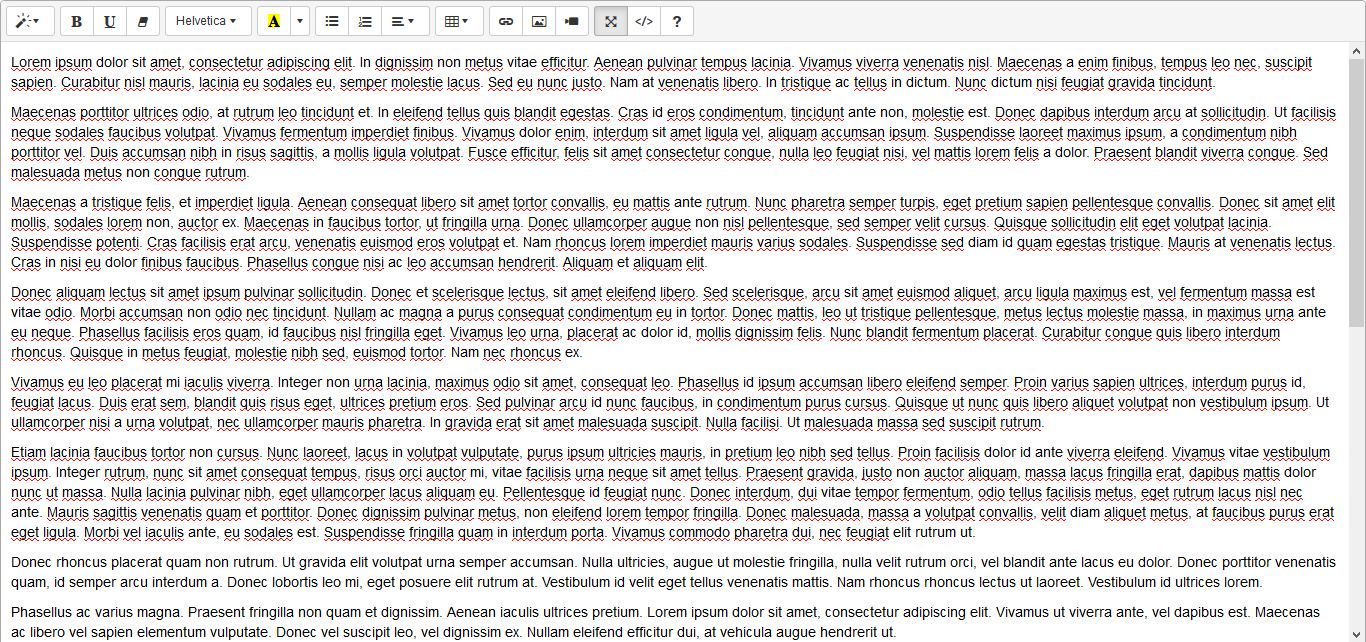 B U Helvetica A </> ?
Lorem ipsum dolor sit amet, consectetur adipiscing elit. In dignissim non metus vitae efficitur. Aenean pulvinar tempus lacinia. Vivamus viverra venenatis nisl. Maecenas a enim finibus, tempus leo nec, suscipit
sapien. Curabitur nisl mauris, lacinia eu sodales eu, semper molestie lacus. Sed eu nunc justo. Nam at venenatis libero. In tristique ac tellus in dictum. Nunc dictum nisi feugiat gravida tincidunt.
Maecenas porttitor ultrices odio, at rutrum leo tincidunt et. In eleifend tellus quis blandit egestas. Cras id eros condimentum, tincidunt ante non, molestie est. Donec dapibus interdum arcu at sollicitudin. Ut facilisis
neque sodales faucibus volutpat. Vivamus fermentum imperdiet finibus. Vivamus dolor enim, interdum sit amet ligula vel, aliquam accumsan ipsum. Suspendisse laoreet maximus ipsum, a condimentum nibh
porttitor vel. Duis accumsan nibh in risus sagittis, a mollis ligula volutpat. Fusce efficitur, felis sit amet consectetur congue, nulla leo feugiat nisi, vel mattis lorem felis a dolor. Praesent blandit viverra congue. Sed
malesuada metus non congue rutrum.
Maecenas a tristique felis, et imperdiet ligula. Aenean consequat libero sit amet tortor convallis, eu mattis ante rutrum. Nunc pharetra semper turpis, eget pretium sapien pellentesque convallis. Donec sit amet elit
mollis, sodales lorem non, auctor ex. Maecenas in faucibus tortor, ut fringilla urna. Donec ullamcorper augue non nisl pellentesque, sed semper velit cursus. Quisque sollicitudin elit eget volutpat lacinia.
Suspendisse potenti. Cras facilisis erat arcu, venenatis euismod eros volutpat et. Nam rhoncus lorem imperdiet mauris varius sodales. Suspendisse sed diam id quam egestas tristique. Mauris at venenatis lectus.
Cras in nisi eu dolor finibus faucibus. Phasellus congue nisi ac leo accumsan hendrerit. Aliquam et aliquam elit.
Donec aliquam lectus sit amet ipsum pulvinar sollicitudin. Donec et scelerisque lectus, sit amet eleifend libero. Sed scelerisque, arcu sit amet euismod aliquet, arcu ligula maximus est, vel fermentum massa est
vitae odio. Morbi accumsan non odio nec tincidunt. Nullam ac magna a purus consequat condimentum eu in tortor. Donec mattis, leo ut tristique pellentesque, metus lectus molestie massa, in maximus urna ante
eu neque. Phasellus facilisis eros quam, id faucibus nisl fringilla eget. Vivamus leo urna, placerat ac dolor id, mollis dignissim felis. Nunc blandit fermentum placerat. Curabitur congue quis libero interdum
rhoncus. Quisque in metus feugiat, molestie nibh sed, euismod tortor. Nam nec rhoncus ex.
Vivamus eu leo placerat mi iaculis viverra. Integer non urna lacinia, maximus odio sit amet, consequat leo. Phasellus id ipsum accumsan libero eleifend semper. Proin varius sapien ultrices, interdum purus id,
feugiat lacus. Duis erat sem, blandit quis risus eget, ultrices pretium eros. Sed pulvinar arcu id nunc faucibus, in condimentum purus cursus. Quisque ut nunc quis libero aliquet volutpat non vestibulum ipsum. Ut
ullamcorper nisi a urna volutpat, nec ullamcorper mauris pharetra. In gravida erat sit amet malesuada suscipit. Nulla facilisi. Ut malesuada massa sed suscipit rutrum.
Etiam lacinia faucibus tortor non cursus. Nunc laoreet, lacus in volutpat vulputate, purus ipsum ultricies mauris, in pretium leo nibh sed tellus. Proin facilisis dolor id ante viverra eleifend. Vivamus vitae vestibulum
ipsum. Integer rutrum, nunc sit amet consequat tempus, risus orci auctor mi, vitae facilisis urna neque sit amet tellus. Praesent gravida, justo non auctor aliquam, massa lacus fringilla erat, dapibus mattis dolor
nunc ut massa. Nulla lacinia pulvinar nibh, eget ullamcorper lacus aliquam eu. Pellentesque id feugiat nunc. Donec interdum, dui vitae tempor fermentum, odio tellus facilisis metus, eget rutrum lacus nisl nec
ante. Mauris sagittis venenatis quam et porttitor. Donec dignissim pulvinar metus, non eleifend lorem tempor fringilla. Donec malesuada, massa a volutpat convallis, velit diam aliquet metus, at faucibus purus erat
eget ligula. Morbi vel iaculis ante, eu sodales est. Suspendisse fringilla quam in interdum porta. Vivamus commodo pharetra dui, nec feugiat elit rutrum ut.
Donec rhoncus placerat quam non rutrum. Ut gravida elit volutpat urna semper accumsan. Nulla ultricies, augue ut molestie fringilla, nulla velit rutrum orci, vel blandit ante lacus eu dolor. Donec porttitor venenatis
quam, id semper arcu interdum a. Donec lobortis leo mi, eget posuere elit rutrum at. Vestibulum id velit eget tellus venenatis mattis. Nam rhoncus rhoncus lectus ut laoreet. Vestibulum id ultrices lorem.
Phasellus ac varius magna. Praesent fringilla non quam et dignissim. Aenean iaculis ultrices pretium. Lorem ipsum dolor sit amet, consectetur adipiscing elit. Vivamus ut viverra ante, vel dapibus est. Maecenas
ac libero vel sapien elementum vulputate. Donec vel suscipit leo, vel dignissim ex. Nullam eleifend efficitur dui, at vehicula augue hendrerit ut.